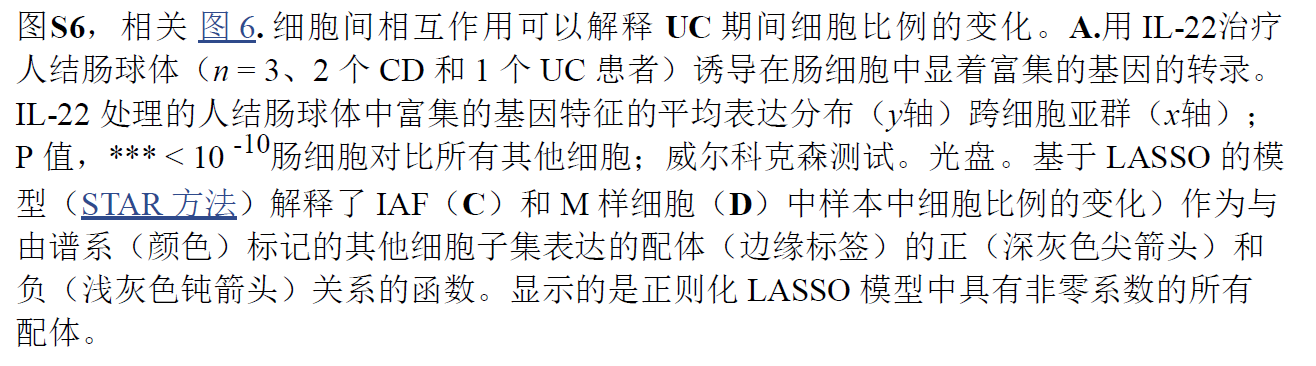 图S6，相关 图 6. 细胞间相互作用可以解释 UC 期间细胞比例的变化。A.用 IL-22治疗
人结肠球体（n = 3、2 个 CD 和 1 个 UC 患者）诱导在肠细胞中显着富集的基因的转录。
IL-22 处理的人结肠球体中富集的基因特征的平均表达分布（y轴）跨细胞亚群（x轴）；
P 值，*** < 10 -10肠细胞对比所有其他细胞；威尔科克森测试。光盘。基于 LASSO 的模
型（STAR 方法）解释了 IAF（C）和 M 样细胞（D）中样本中细胞比例的变化）作为与
由谱系（颜色）标记的其他细胞子集表达的配体（边缘标签）的正（深灰色尖箭头）和
负（浅灰色钝箭头）关系的函数。显示的是正则化 LASSO 模型中具有非零系数的所有
配体。